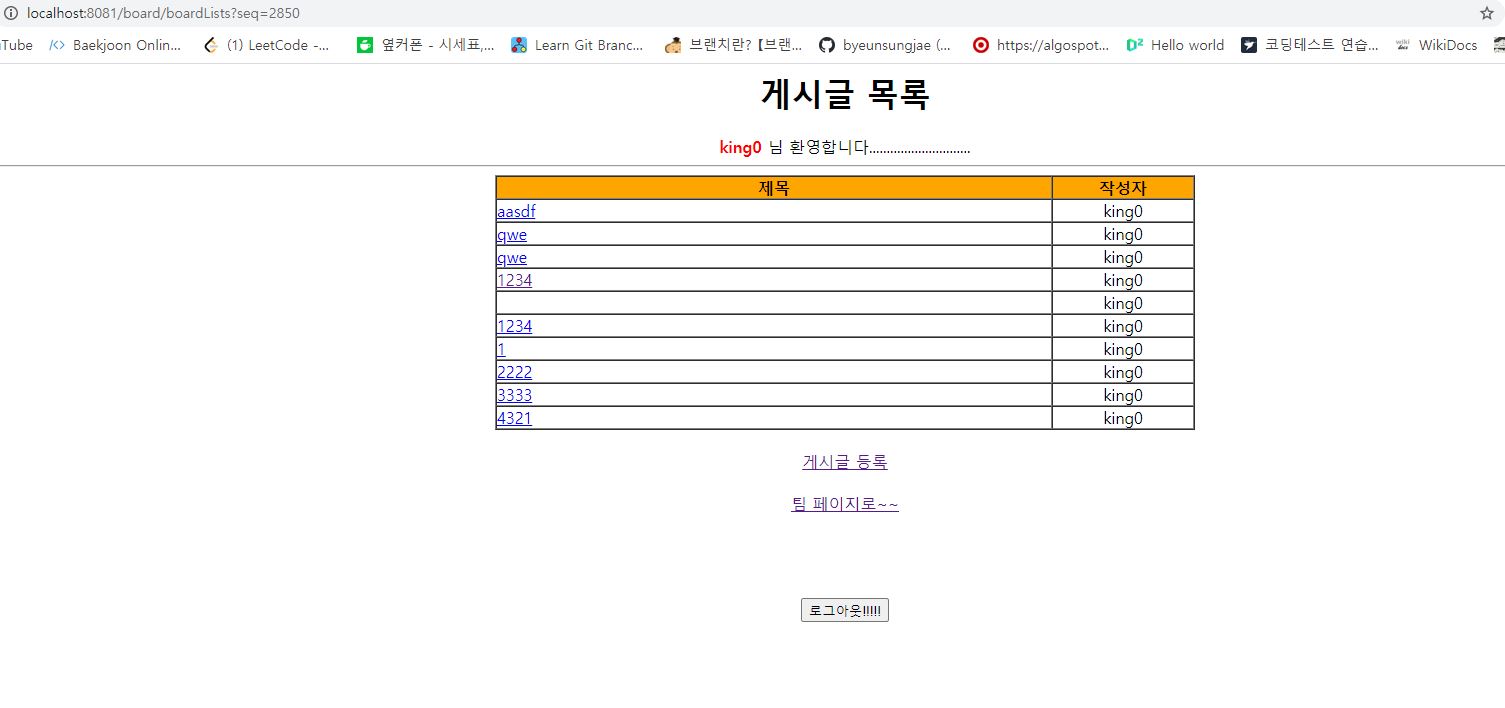 localhost:8081/board/boardLists?seq=2850
Tube Baekjoon Onlin... (1) LeetCode -... 옆커폰 - 시세표,... Learn Git Branc... 브랜치란? 【브랜... byeunsungjae (... https://algospot... Hello world 코딩테스트 연습... WikiDocs
게시글 목록
king0 님 환영합니다.............................
제목 작성자
aasdf king0
qwe king0
qwe king0
1234 king0
king0
1234 king0
1 king0
2222 king0
3333 king0
4321 king0
게시글 등록
팀 페이지로~~
로그아웃!!!!!